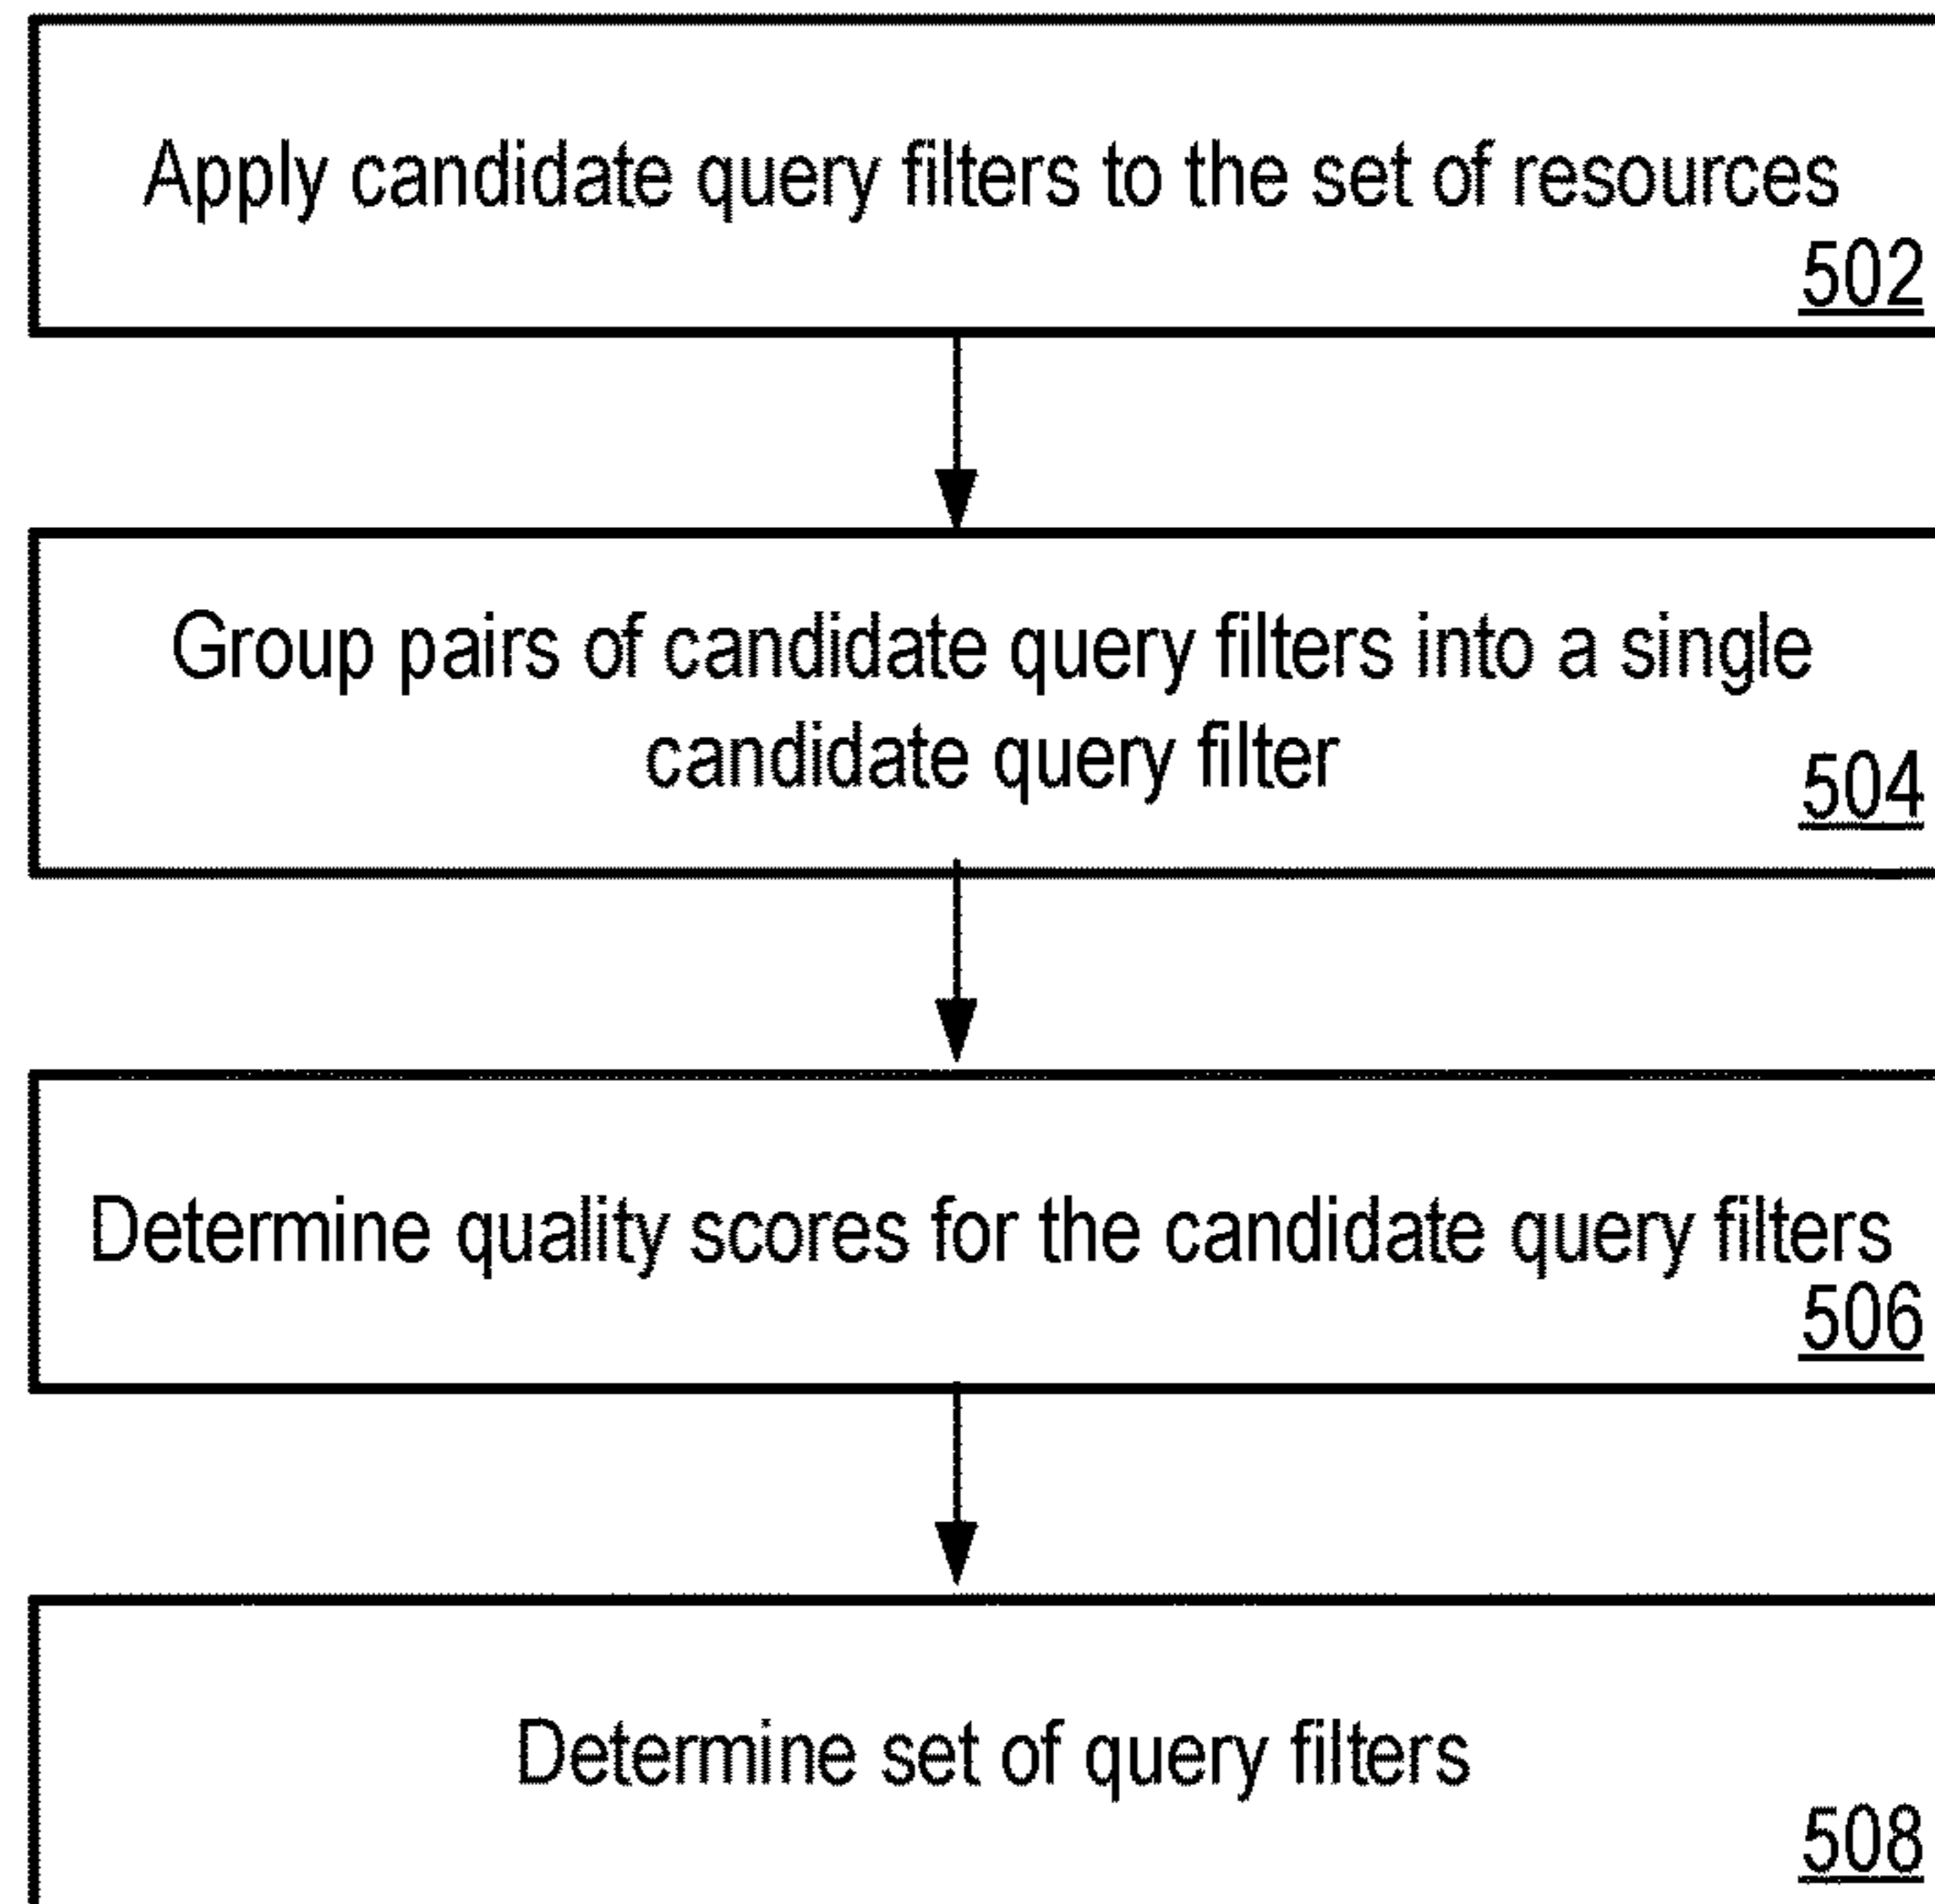 Apply candidate query filters to the set of resources
502
Group pairs of candidate query filters into a single
candidate query filter
504
Determine quality scores for the candidate query filters
506
Determine set of query filters
508